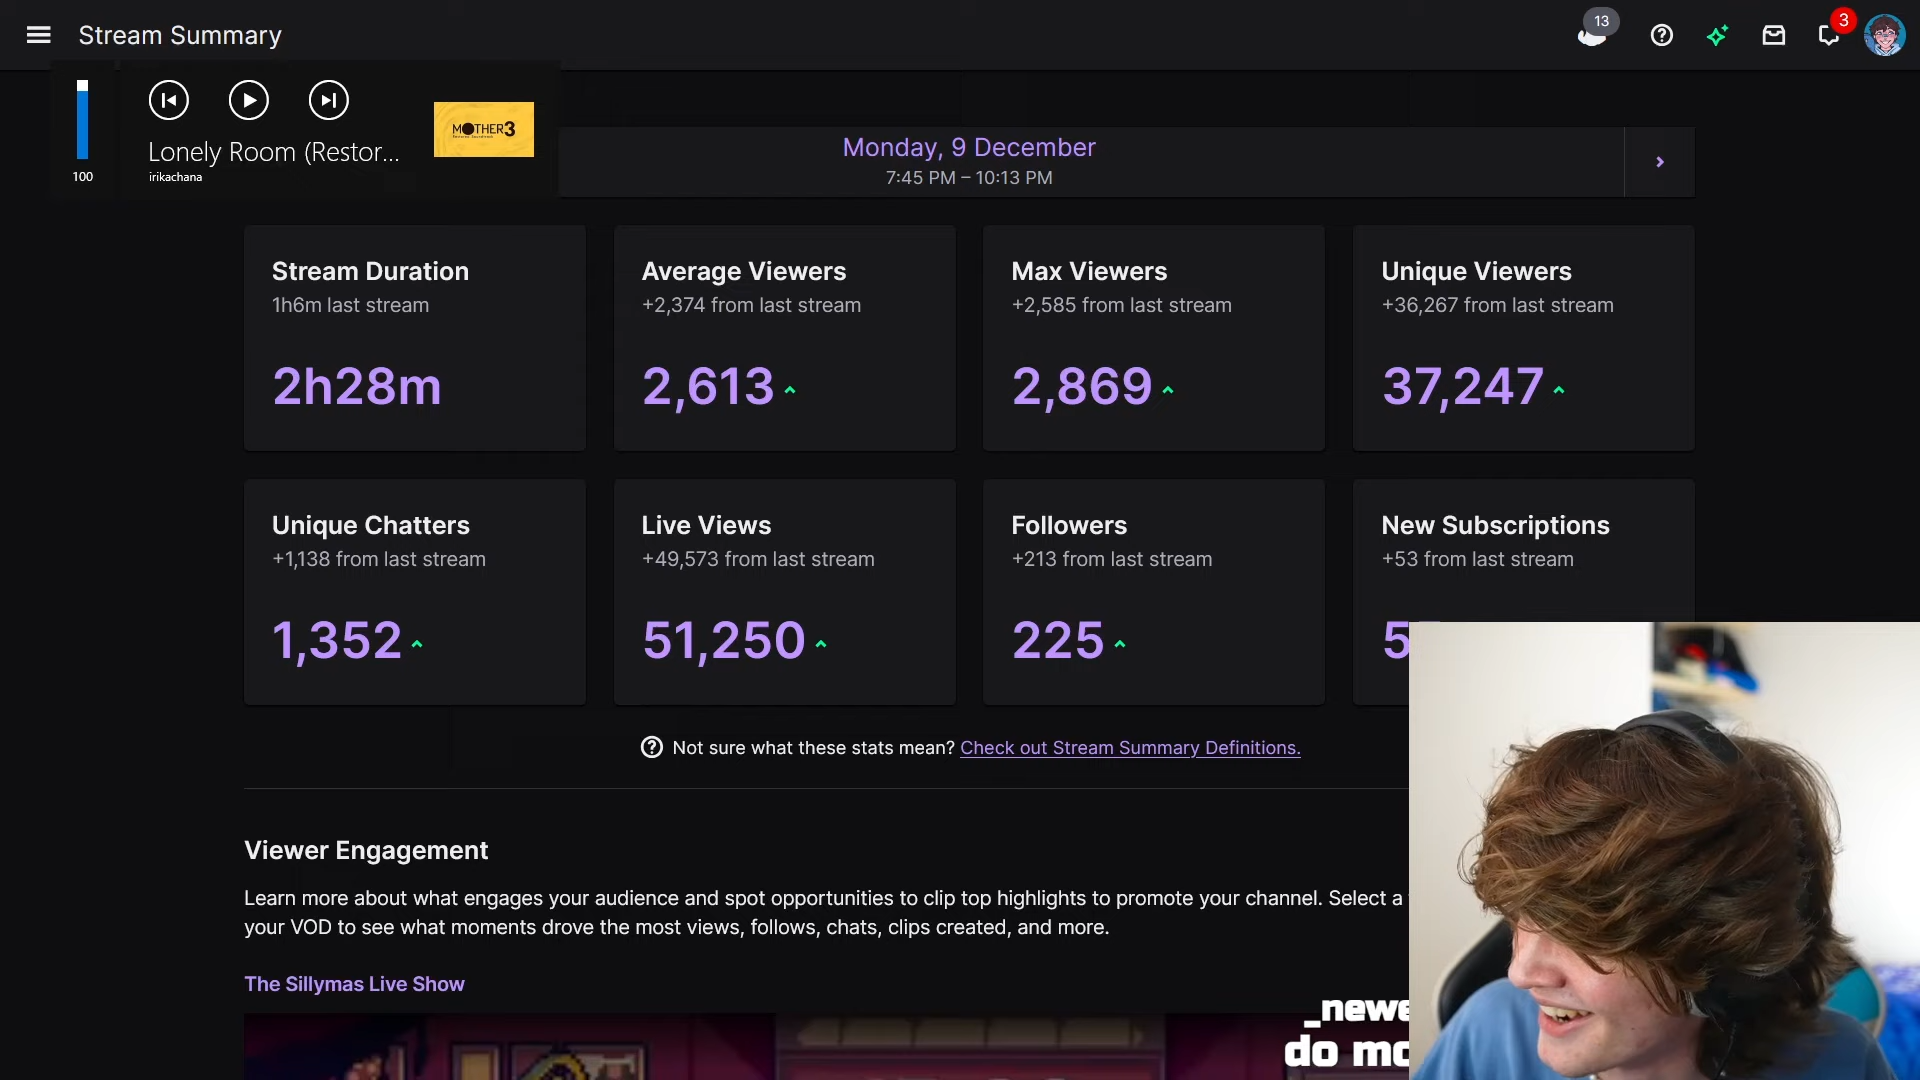 Stream Summary
13
3
Lonely Room (Restor...
irikachana
100
MOTHER3
Monday, 9 December
7:45 PM – 10:13 PM
Stream Duration
1h6m last stream
2h28m
Average Viewers
+2,374 from last stream
2,613
Max Viewers
+2,585 from last stream
2,869
Unique Viewers
+36,267 from last stream
37,247
Unique Chatters
+1,138 from last stream
1,352
Live Views
+49,573 from last stream
51,250
Followers
+213 from last stream
225
New Subscriptions
+53 from last stream
Not sure what these stats mean? Check out Stream Summary Definitions.
Viewer Engagement
Learn more about what engages your audience and spot opportunities to clip top highlights to promote your channel. Select a
your VOD to see what moments drove the most views, follows, chats, clips created, and more.
The Sillymas Live Show
_newe
do